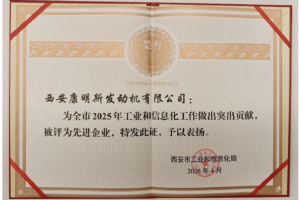 西安康明斯发动机有限公司：
为全市2025年工业和信息化工作做出突出贡献，
被评为先进企业，特发此证，予以表扬。
西安市工业和信息化局
2026年4月